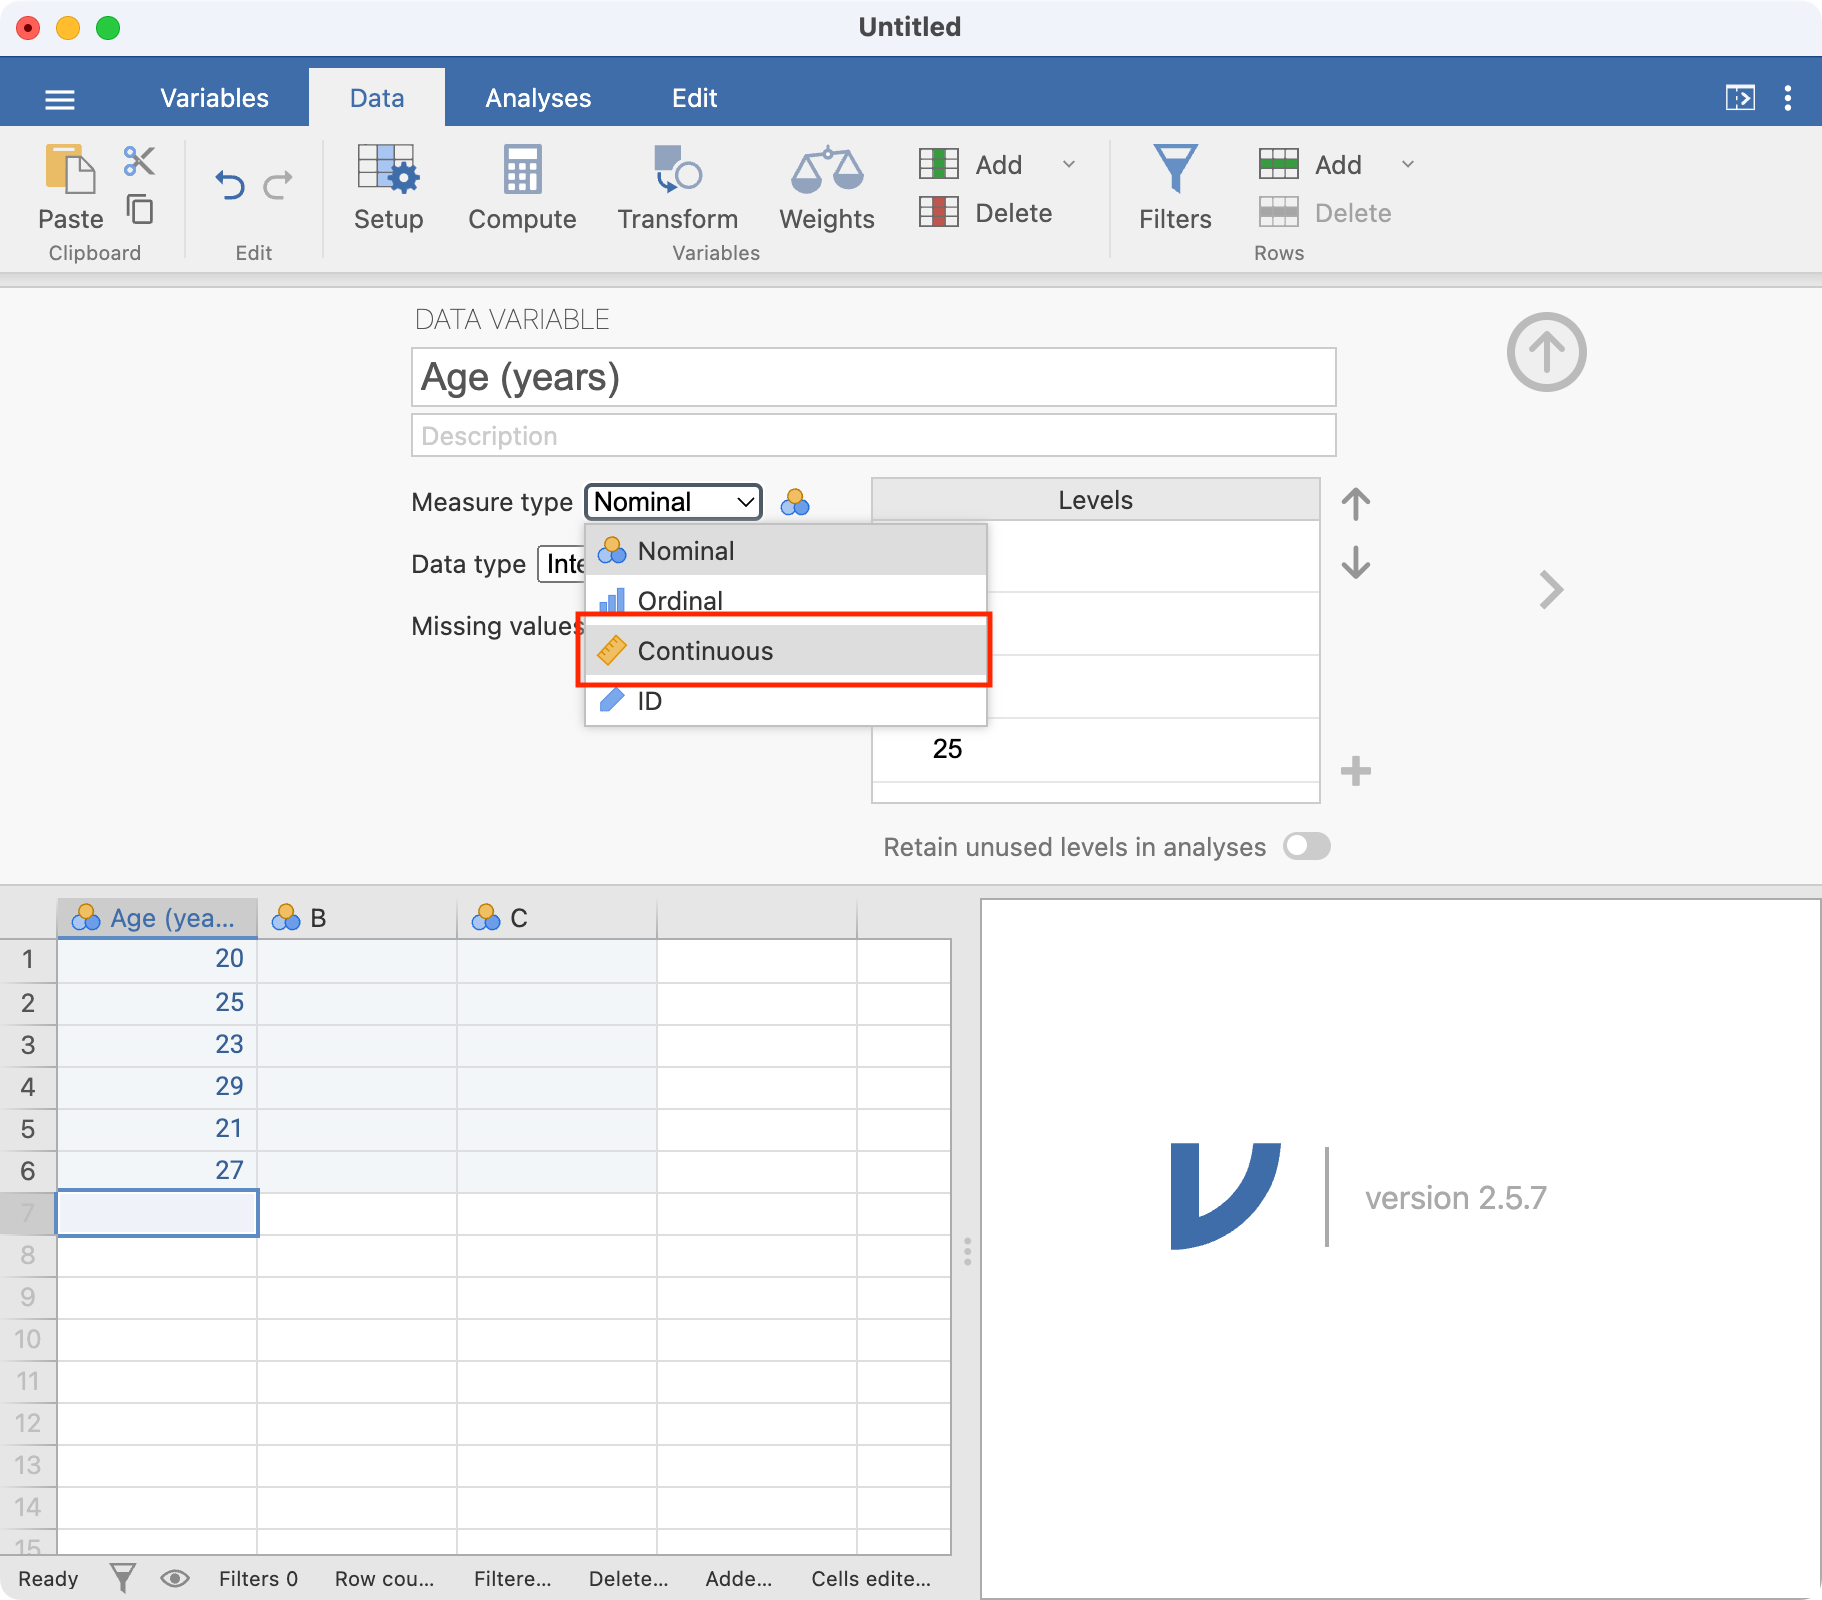 Untitled
Variables Data Analyses Edit
Paste Setup Compute Transform Weights Add Delete Filters Add Delete
Clipboard Edit Variables Rows
DATA VARIABLE
Age (years)
Description
Measure type Nominal Levels
Nominal
Data type Inte
Ordinal
Missing values
Continuous
ID
25
Retain unused levels in analyses
Age (yea... B C
1 20
2 25
3 23
4 29
5 21
6 27
7
8
9
10
11
12
13
14
15
version 2.5.7
Ready Filters 0 Row cou... Filtere... Delete... Adde... Cells edite...